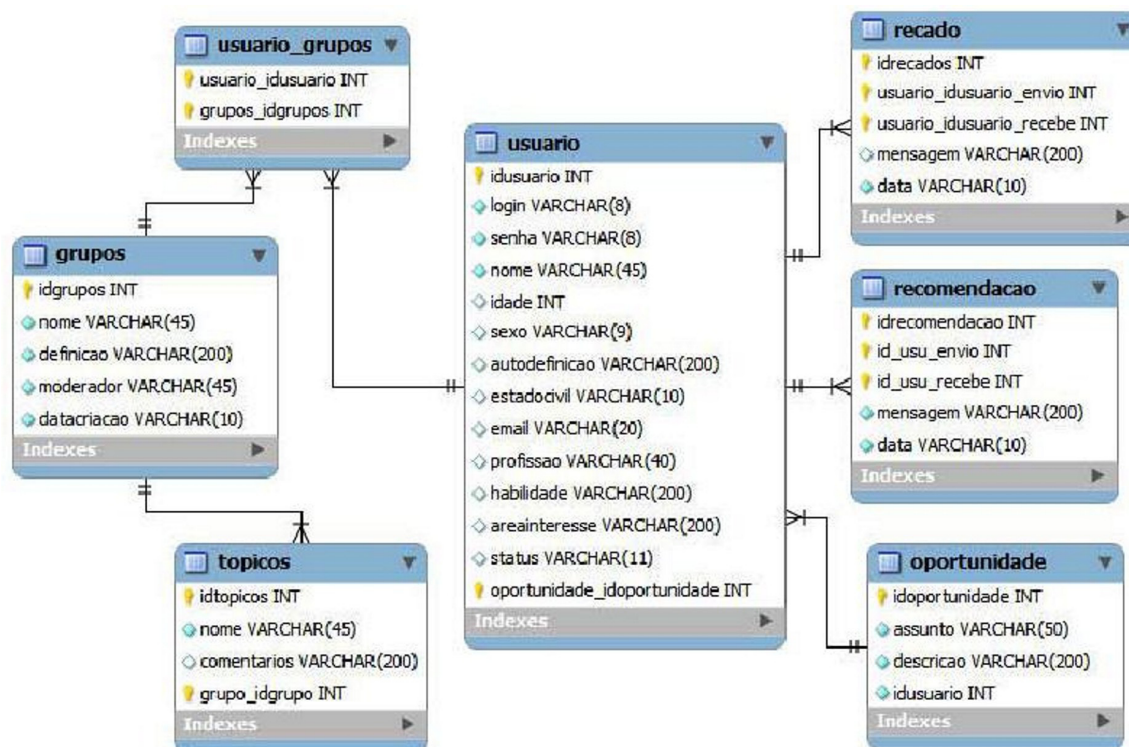 usuario_grupos
usuario_idusuario INT
grupos_idgrupos INT
Indexes
grupos
idgrupos INT
nome VARCHAR(45)
definicao VARCHAR(200)
moderador VARCHAR(45)
datacriacao VARCHAR(10)
Indexes
topicos
idtopicos INT
nome VARCHAR(45)
comentarios VARCHAR(200)
grupo_idgrupo INT
Indexes
usuario
idusuario INT
login VARCHAR(8)
senha VARCHAR(8)
nome VARCHAR(45)
idade INT
sexo VARCHAR(9)
autodefinicao VARCHAR(200)
estadocivil VARCHAR(10)
email VARCHAR(20)
profissao VARCHAR(40)
habilidade VARCHAR(200)
areainteresse VARCHAR(200)
status VARCHAR(11)
oportunidade_idoportunidade INT
Indexes
recado
idrecados INT
usuario_idusuario_envio INT
usuario_idusuario_recebe INT
mensagem VARCHAR(200)
data VARCHAR(10)
Indexes
recomendacao
idrecomendacao INT
id_usu_envio INT
id_usu_recebe INT
mensagem VARCHAR(200)
data VARCHAR(10)
Indexes
oportunidade
idoportunidade INT
assunto VARCHAR(50)
descricao VARCHAR(200)
idusuario INT
Indexes